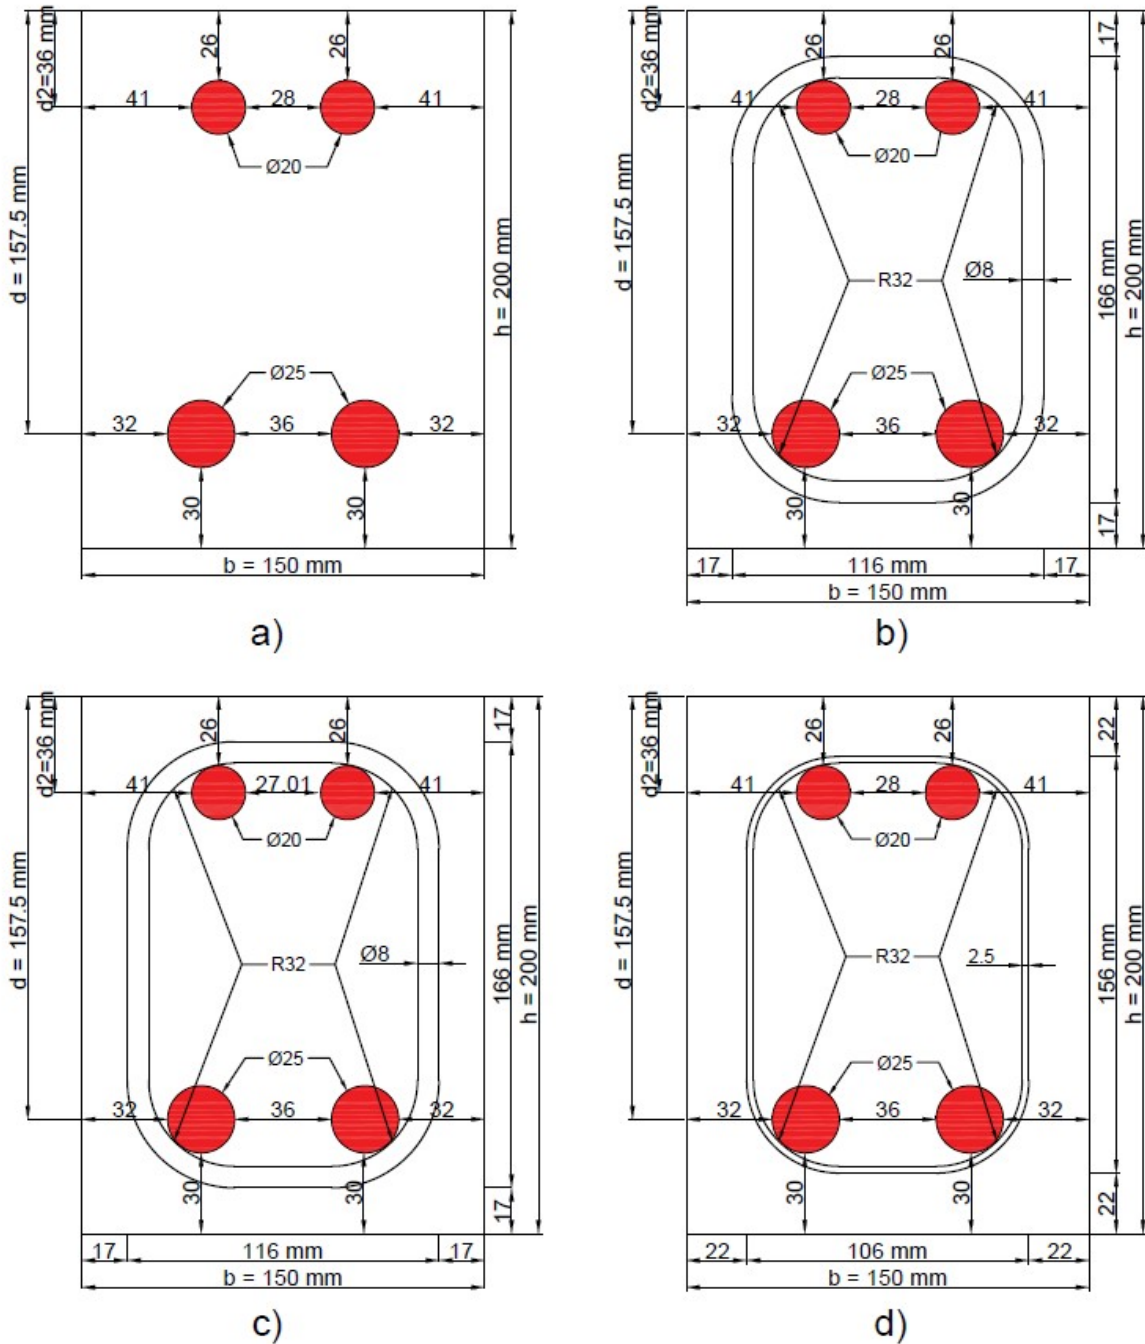 d2=36 mm
26
26
41
28
41
Ø20
d = 157.5 mm
h = 200 mm
Ø25
32
36
32
30
30
b = 150 mm
a)
d2=36 mm
26
26
17
41
28
41
Ø20
d = 157.5 mm
R32
Ø8
166 mm
h = 200 mm
Ø25
32
36
32
30
30
17
17
116 mm
17
b = 150 mm
b)
d2=36 mm
26
26
17
41
27.01
41
Ø20
d = 157.5 mm
R32
Ø8
166 mm
h = 200 mm
Ø25
32
36
32
30
30
17
17
116 mm
17
b = 150 mm
c)
d2=36 mm
26
26
22
41
28
41
Ø20
d = 157.5 mm
R32
2.5
156 mm
h = 200 mm
Ø25
32
36
32
30
30
22
22
106 mm
22
b = 150 mm
d)